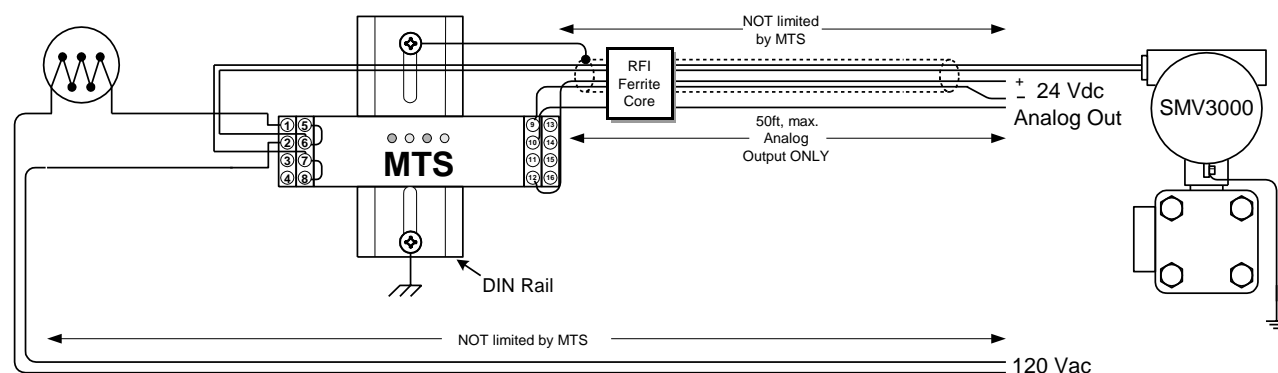 NOT limited
by MTS
RFI
Ferrite
Core
+
− 24 Vdc
Analog Out
SMV3000
50ft, max.
Analog
Output ONLY
1 5
2 6
3 7
4 8
MTS
9 13
10 14
11 15
12 16
DIN Rail
NOT limited by MTS
120 Vac